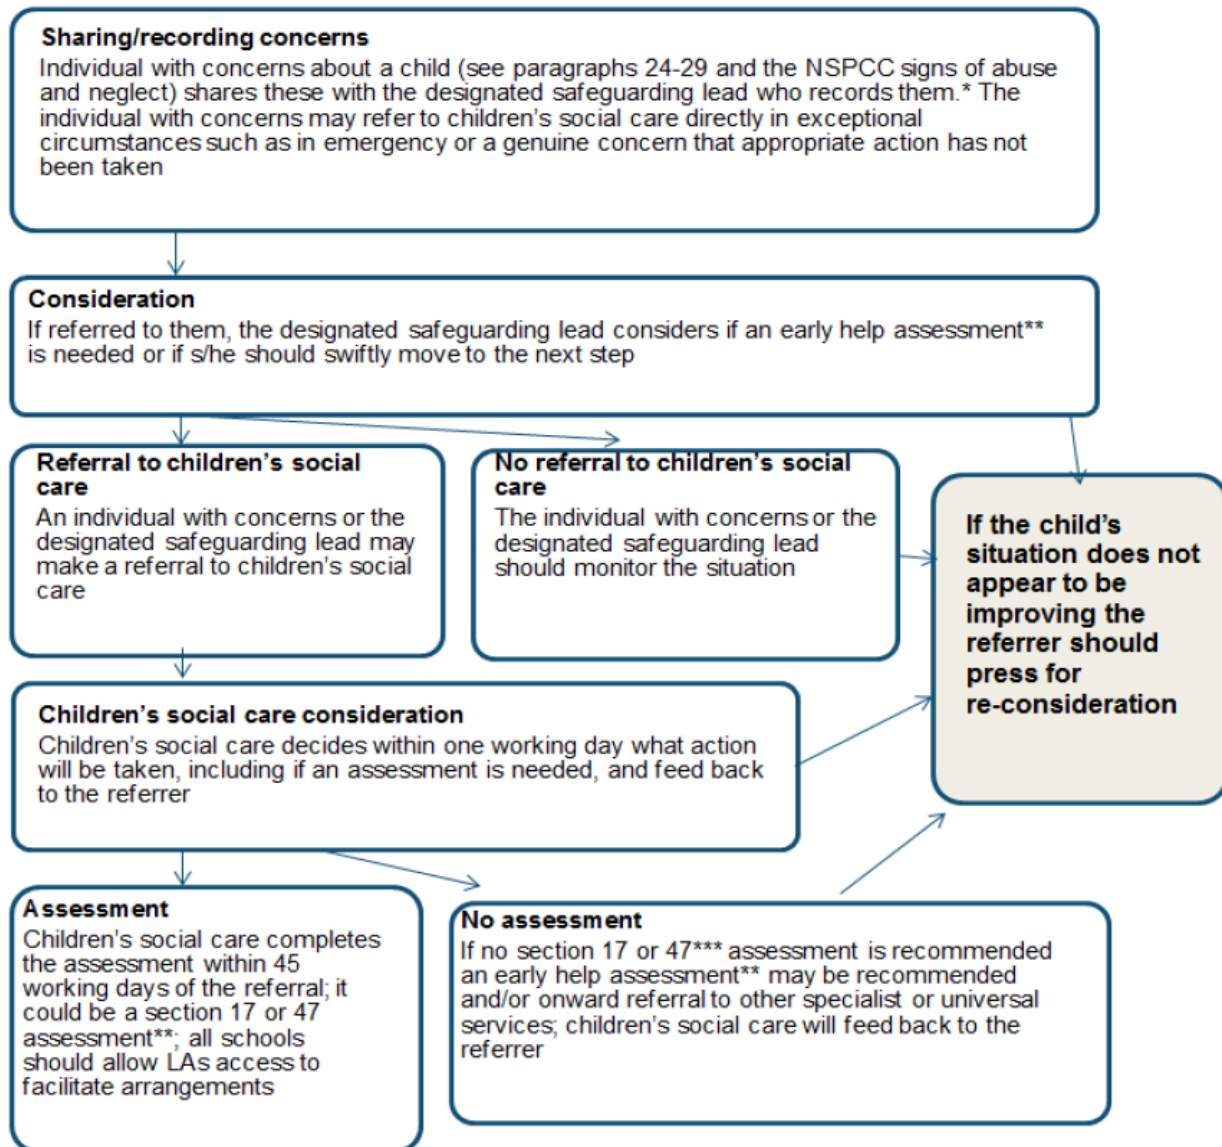 Sharing/recording concerns
Individual with concerns about a child (see paragraphs 24-29 and the NSPCC signs of abuse
and neglect) shares these with the designated safeguarding lead who records them.* The
individual with concerns may refer to children's social care directly in exceptional
circumstances such as in emergency or a genuine concern that appropriate action has not
been taken
Consideration
If referred to them, the designated safeguarding lead considers if an early help assessment**
is needed or if s/he should swiftly move to the next step
Referral to children's social
care
An individual with concerns or the
designated safeguarding lead may
make a referral to children's social
care
No referral to children's social
care
The individual with concerns or the
designated safeguarding lead
should monitor the situation
If the child's
situation does not
appear to be
improving the
referrer should
press for
re-consideration
Children's social care consideration
Children's social care decides within one working day what action
will be taken, including if an assessment is needed, and feed back
to the referrer
Assessment
Children's social care completes
the assessment within 45
working days of the referral; it
could be a section 17 or 47
assessment**; all schools
should allow LAs access to
facilitate arrangements
No assessment
If no section 17 or 47*** assessment is recommended
an early help assessment** may be recommended
and/or onward referral to other specialist or universal
services; children's social care will feed back to the
referrer